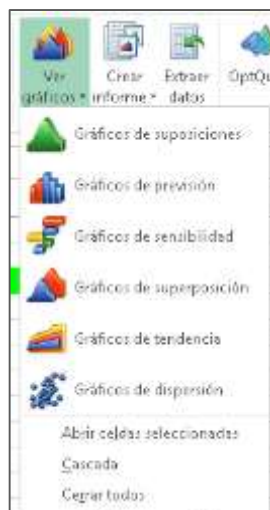 Ver gráficos
Crear informe
Extraer datos
OptQu
Gráficos de suposiciones
Gráficos de previsión
Gráficos de sensibilidad
Gráficos de superposición
Gráficos de tendencia
Gráficos de dispersión
Abrir celdas seleccionadas
Cascada
Cerrar todos